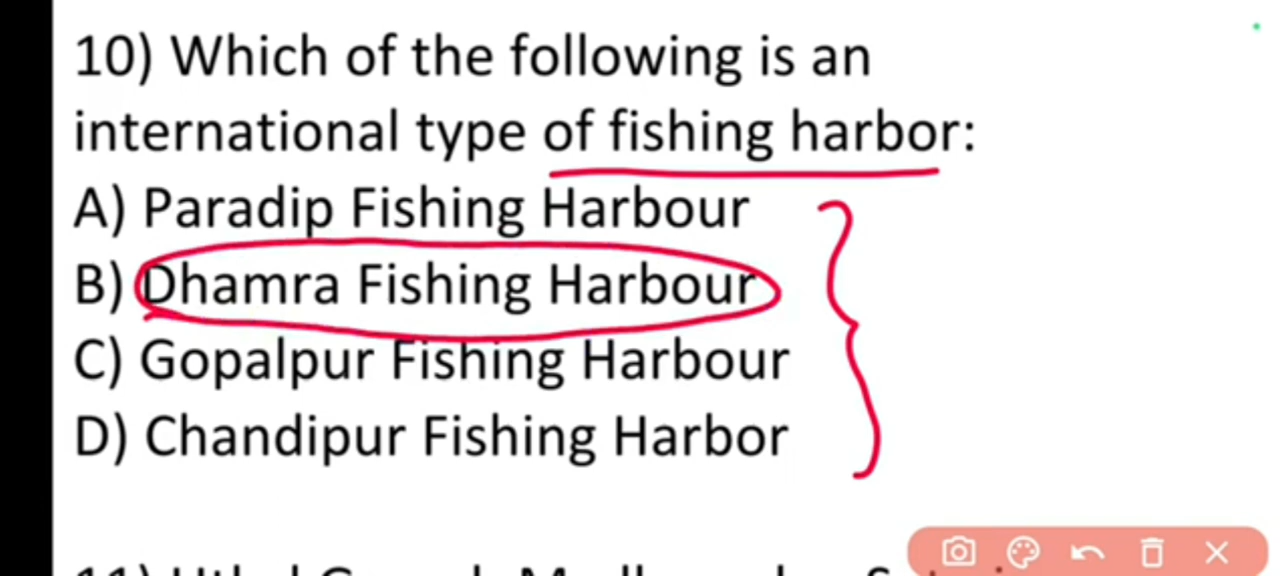 10) Which of the following is an
international type of fishing harbor:
A) Paradip Fishing Harbour
B) Dhamra Fishing Harbour
C) Gopalpur Fishing Harbour
D) Chandipur Fishing Harbor